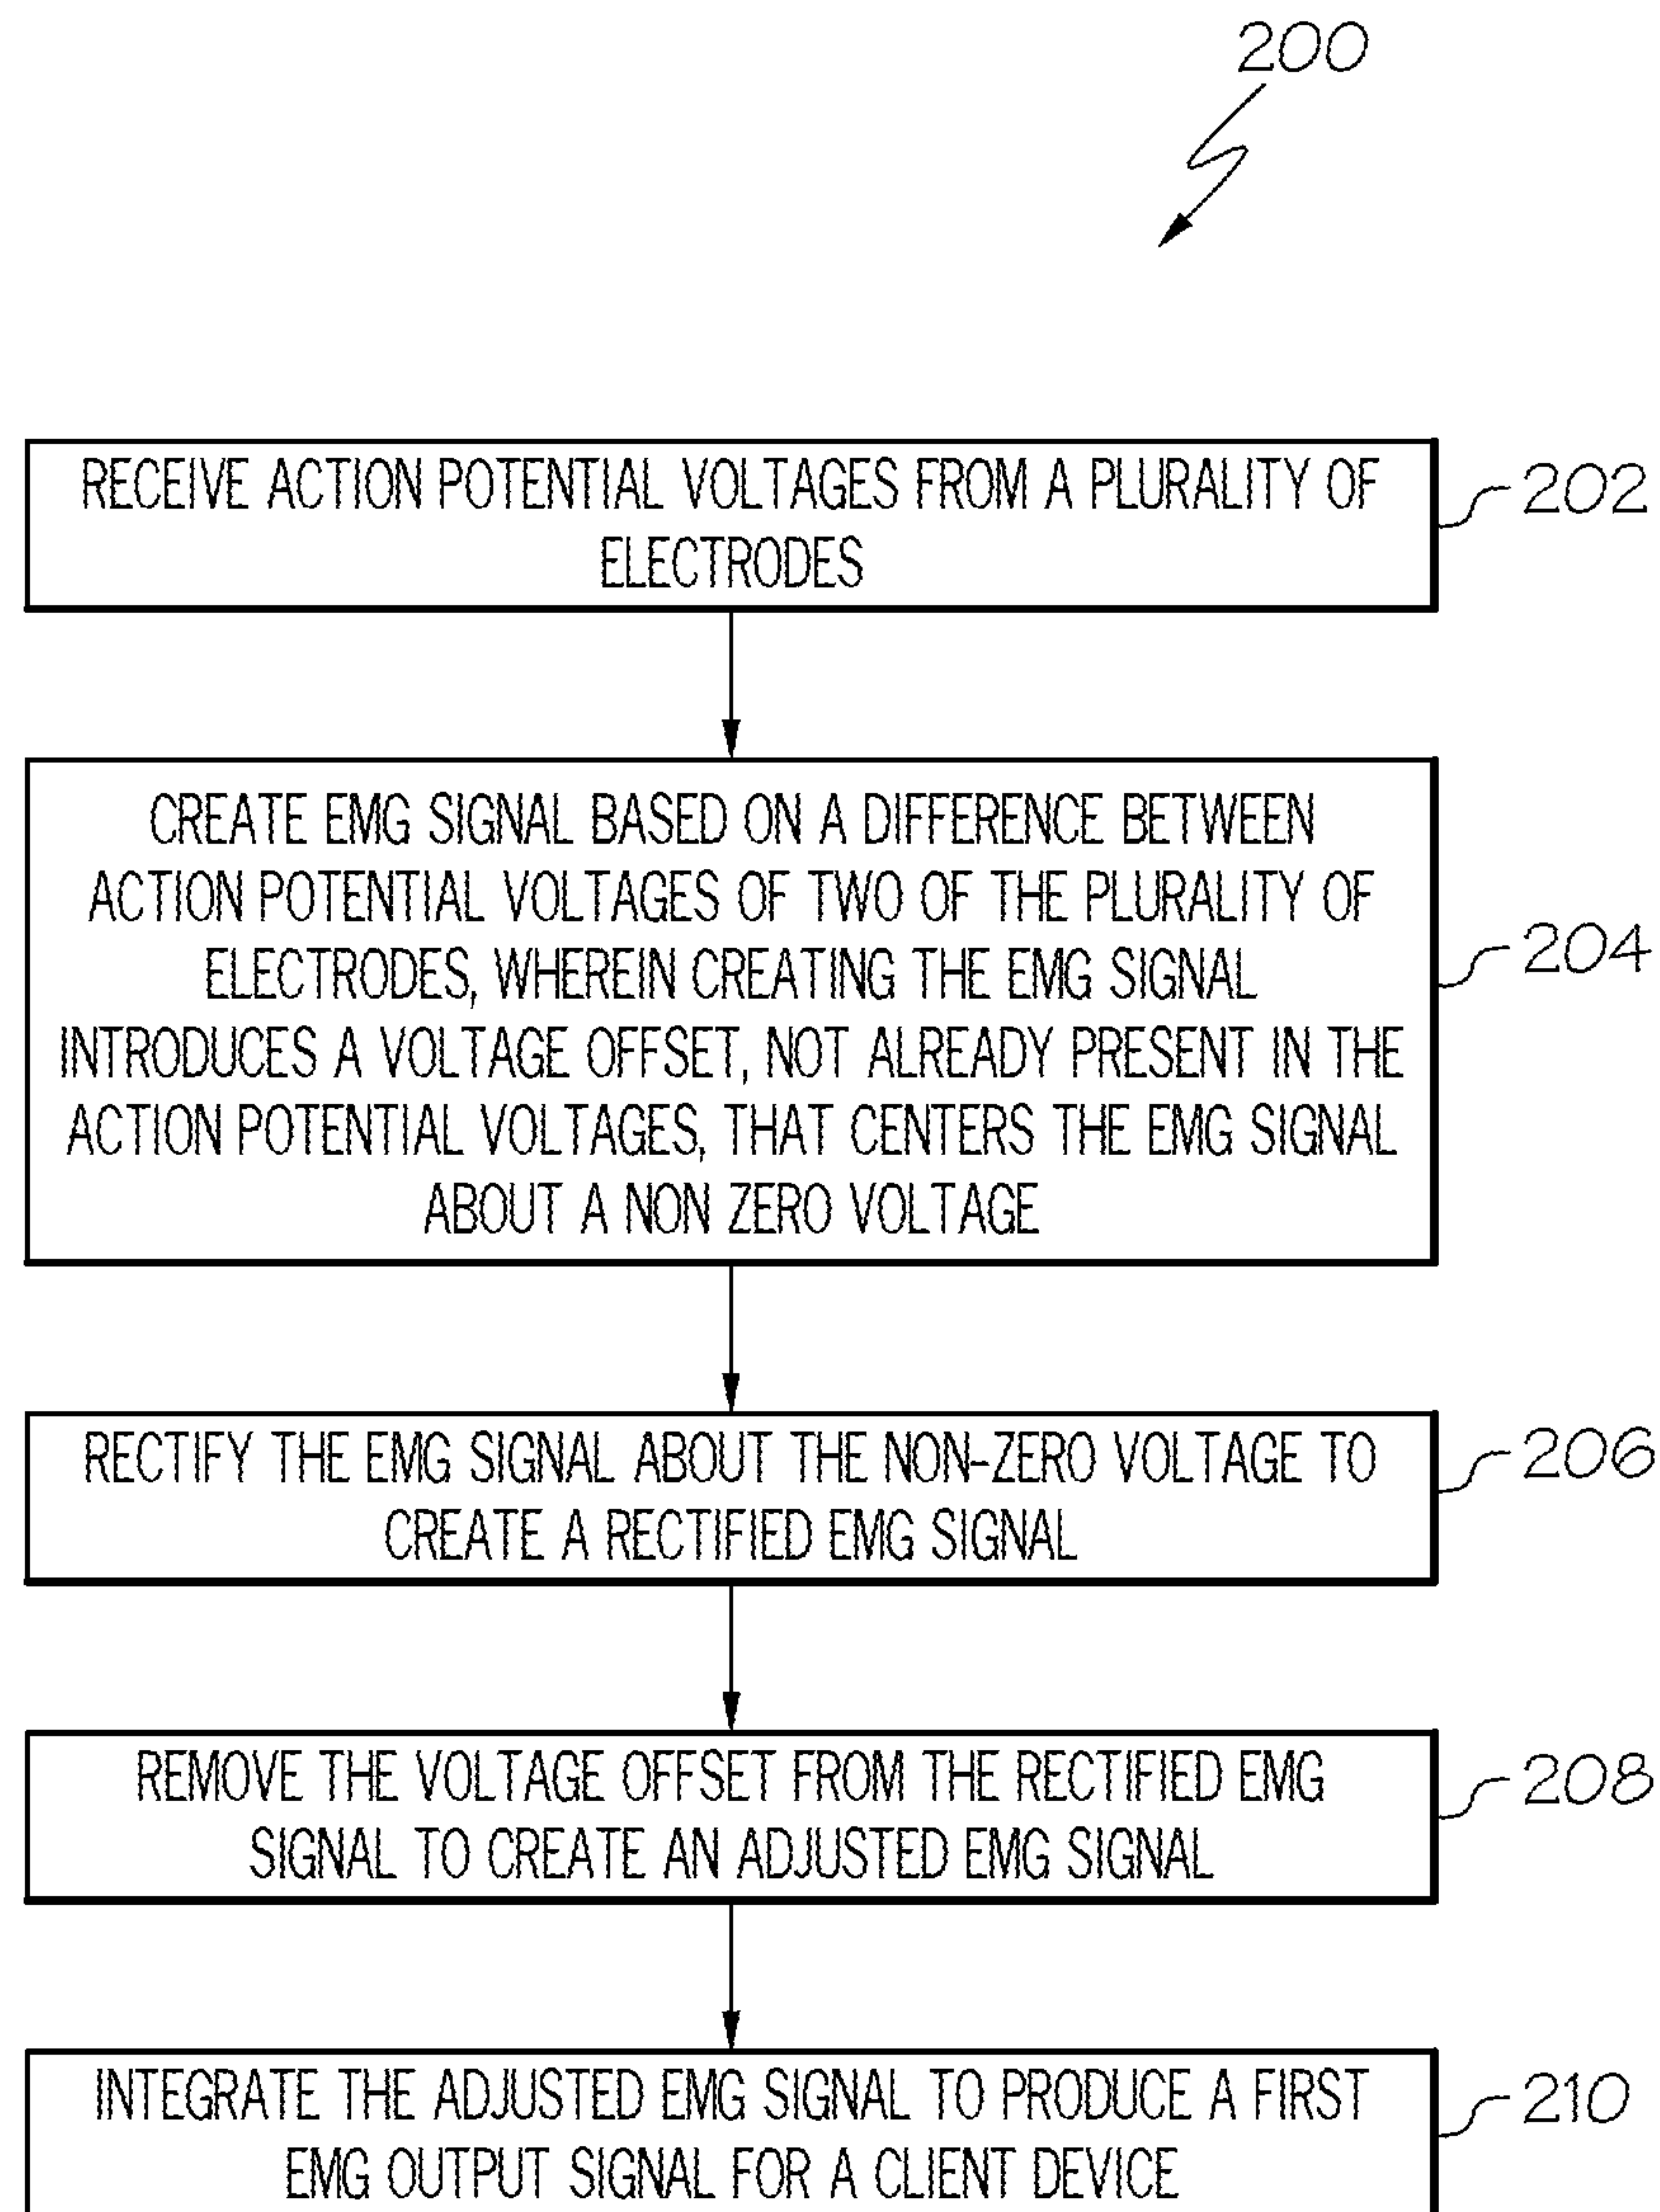 200
RECEIVE ACTION POTENTIAL VOLTAGES FROM A PLURALITY OF
ELECTRODES
202
CREATE EMG SIGNAL BASED ON A DIFFERENCE BETWEEN
ACTION POTENTIAL VOLTAGES OF TWO OF THE PLURALITY OF
ELECTRODES, WHEREIN CREATING THE EMG SIGNAL
INTRODUCES A VOLTAGE OFFSET, NOT ALREADY PRESENT IN THE
ACTION POTENTIAL VOLTAGES, THAT CENTERS THE EMG SIGNAL
ABOUT A NON ZERO VOLTAGE
204
RECTIFY THE EMG SIGNAL ABOUT THE NON-ZERO VOLTAGE TO
CREATE A RECTIFIED EMG SIGNAL
206
REMOVE THE VOLTAGE OFFSET FROM THE RECTIFIED EMG
SIGNAL TO CREATE AN ADJUSTED EMG SIGNAL
208
INTEGRATE THE ADJUSTED EMG SIGNAL TO PRODUCE A FIRST
EMG OUTPUT SIGNAL FOR A CLIENT DEVICE
210